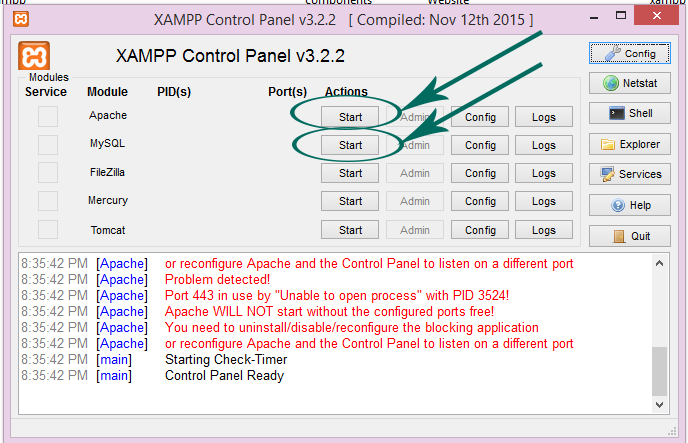 XAMPP Control Panel v3.2.2 [ Compiled: Nov 12th 2015 ]
XAMPP Control Panel v3.2.2
Config
Modules
Service Module PID(s) Port(s) Actions
Netstat
Apache Start Admin Config Logs
Shell
MySQL Start Admin Config Logs
Explorer
FileZilla Start Admin Config Logs
Services
Mercury Start Admin Config Logs
Help
Tomcat Start Admin Config Logs
Quit
8:35:42 PM [Apache] or reconfigure Apache and the Control Panel to listen on a different port
8:35:42 PM [Apache] Problem detected!
8:35:42 PM [Apache] Port 443 in use by "Unable to open process" with PID 3524!
8:35:42 PM [Apache] Apache WILL NOT start without the configured ports free!
8:35:42 PM [Apache] You need to uninstall/disable/reconfigure the blocking application
8:35:42 PM [Apache] or reconfigure Apache and the Control Panel to listen on a different port
8:35:42 PM [main] Starting Check-Timer
8:35:42 PM [main] Control Panel Ready